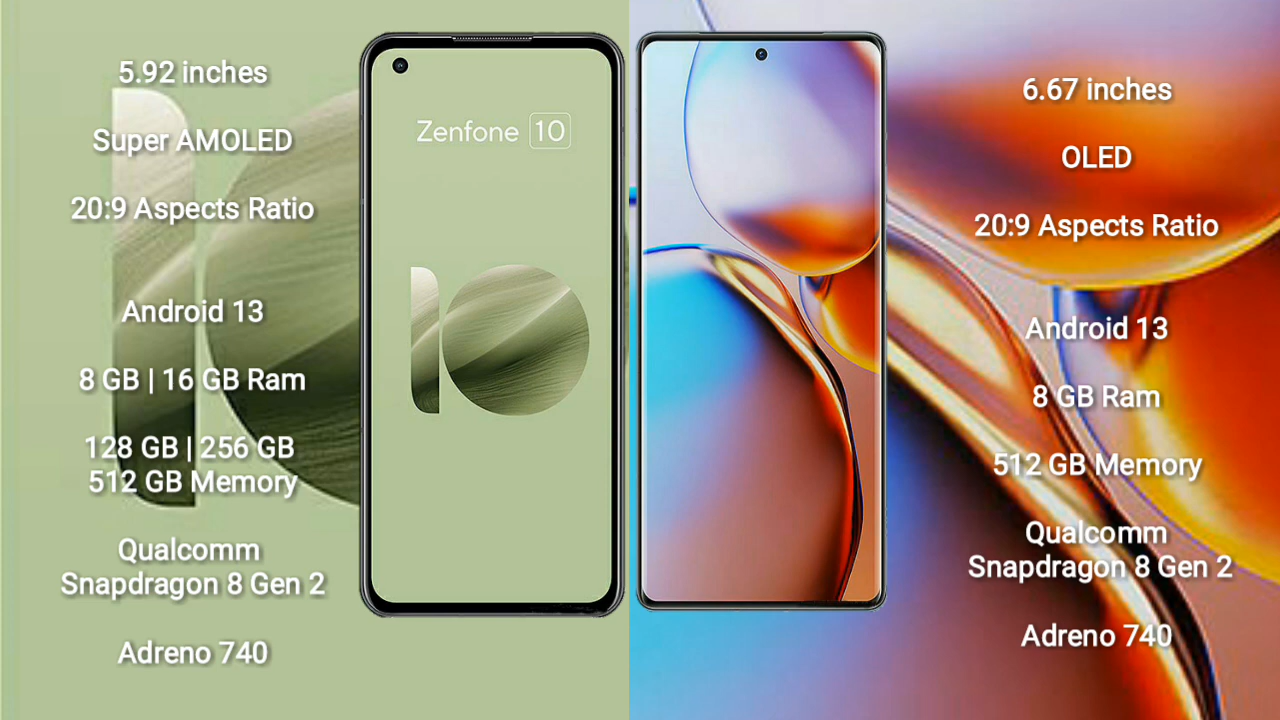 5.92 inches
Super AMOLED
20:9 Aspects Ratio
Android 13
8 GB | 16 GB Ram
128 GB | 256 GB
512 GB Memory
Qualcomm
Snapdragon 8 Gen 2
Adreno 740
Zenfone 10
10
6.67 inches
OLED
20:9 Aspects Ratio
Android 13
8 GB Ram
512 GB Memory
Qualcomm
Snapdragon 8 Gen 2
Adreno 740